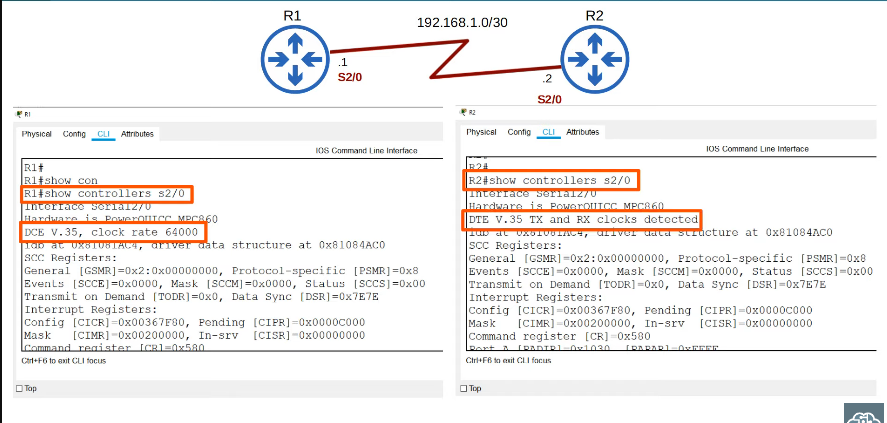 R1
192.168.1.0/30
R2
.1
S2/0
.2
S2/0
R1
Physical Config CLI Attributes
IOS Command Line Interface
R1#
R1#show con
R1#show controllers s2/0
Interface Serial2/0
Hardware is PowerQUICC MPC860
DCE V.35, clock rate 64000
idb at 0x81081AC4, driver data structure at 0x81084AC0
SCC Registers:
General [GSMR]=0x2:0x00000000, Protocol-specific [PSMR]=0x8
Events [SCCE]=0x0000, Mask [SCCM]=0x0000, Status [SCCS]=0x00
Transmit on Demand [TODR]=0x0, Data Sync [DSR]=0x7E7E
Interrupt Registers:
Config [CICR]=0x00367F80, Pending [CIPR]=0x0000C000
Mask [CIMR]=0x00200000, In-srv [CISR]=0x00000000
Command register [CR]=0x580
Ctrl+F6 to exit CLI focus
Top
R2
Physical Config CLI Attributes
IOS Command Line Interface
R2#
R2#show controllers s2/0
Interface Serial2/0
Hardware is PowerQUICC MPC860
DTE V.35 TX and RX clocks detected
idb at 0x81081AC4, driver data structure at 0x81084AC0
SCC Registers:
General [GSMR]=0x2:0x00000000, Protocol-specific [PSMR]=0x8
Events [SCCE]=0x0000, Mask [SCCM]=0x0000, Status [SCCS]=0x00
Transmit on Demand [TODR]=0x0, Data Sync [DSR]=0x7E7E
Interrupt Registers:
Config [CICR]=0x00367F80, Pending [CIPR]=0x0000C000
Mask [CIMR]=0x00200000, In-srv [CISR]=0x00000000
Command register [CR]=0x580
Port A [PADIR]=0x1030, [PAPAR]=0xFFFF
Ctrl+F6 to exit CLI focus
Top